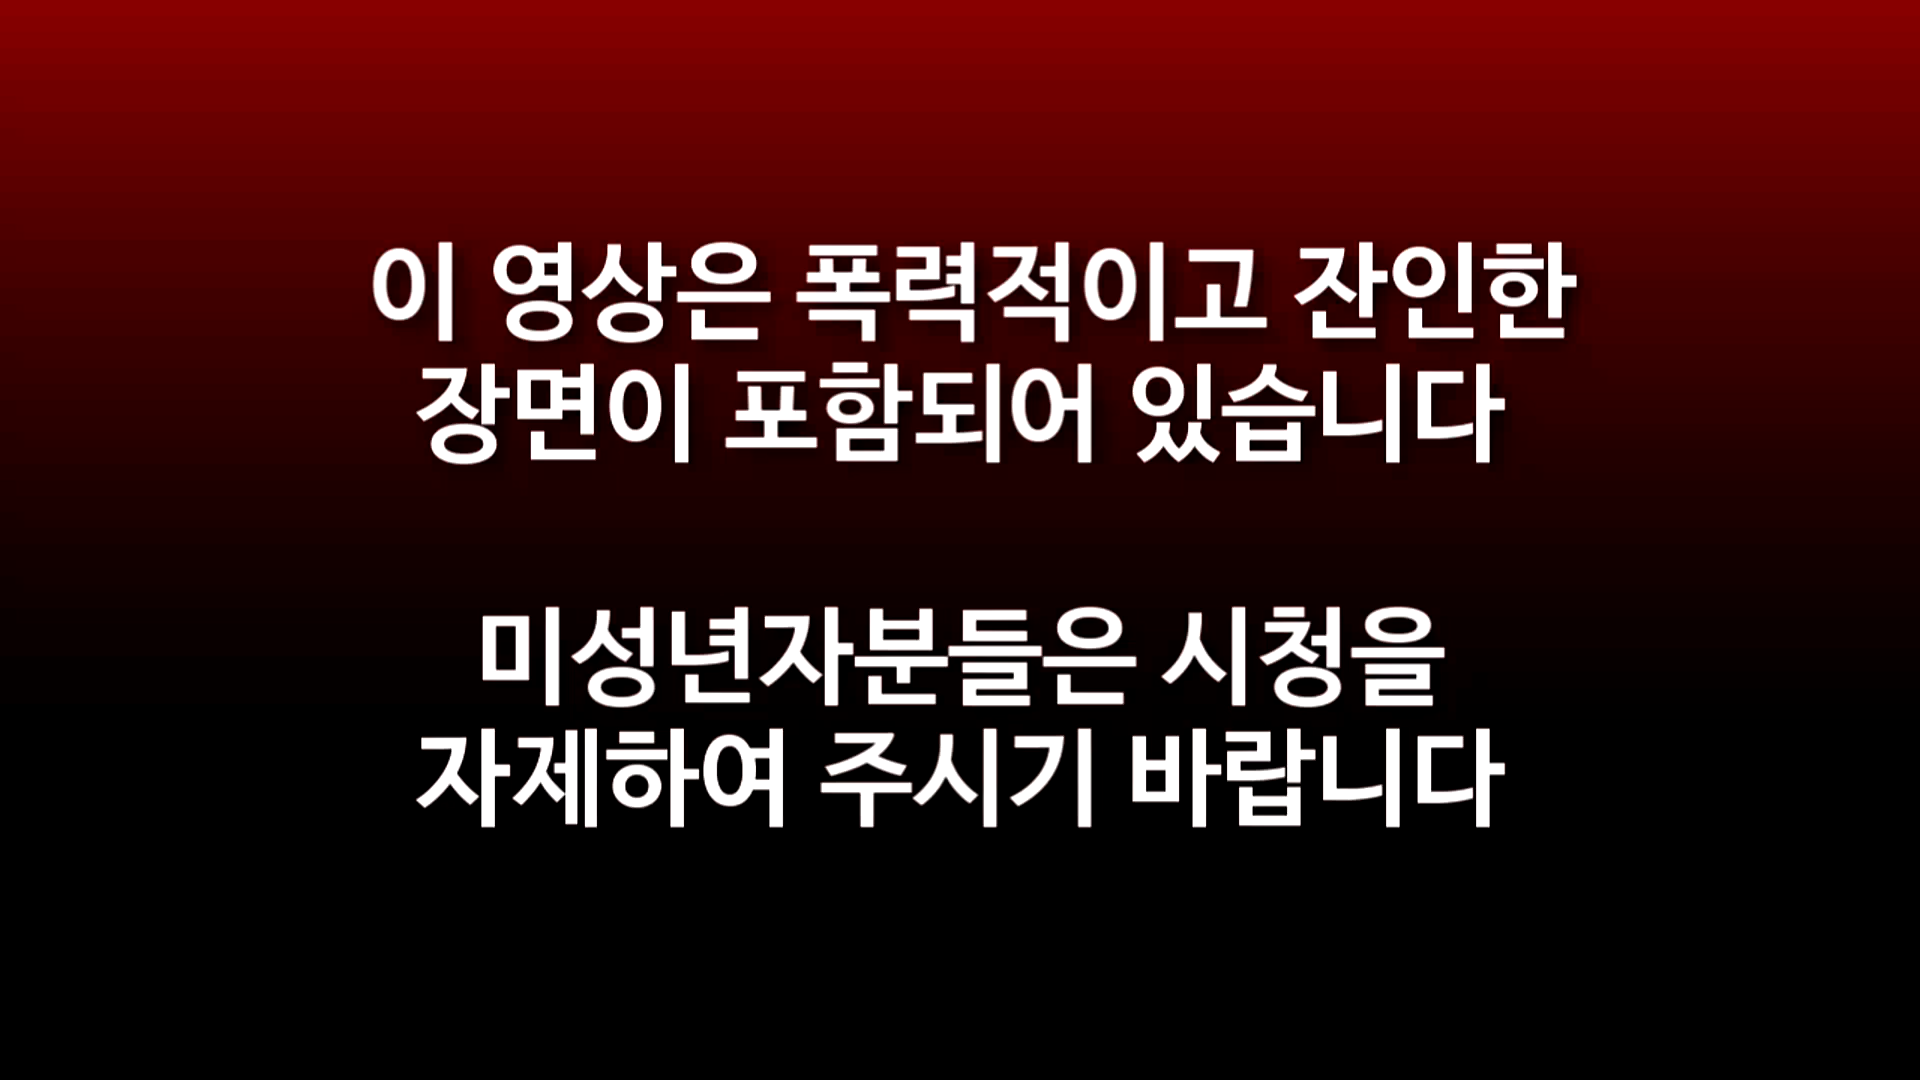 이 영상은 폭력적이고 잔인한
장면이 포함되어 있습니다
미성년자분들은 시청을
자제하여 주시기 바랍니다